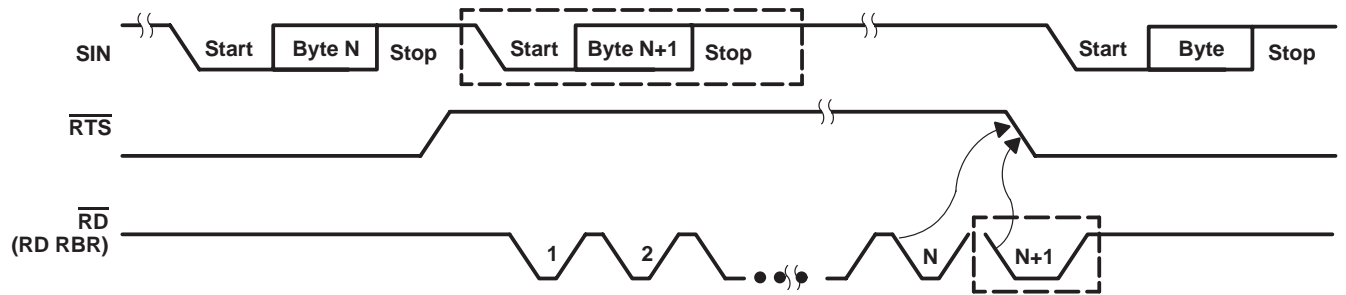 SIN
Start
Byte N
Stop
Start
Byte N+1
Stop
Start
Byte
Stop
RTS
RD
(RD RBR)
1
2
N
N+1